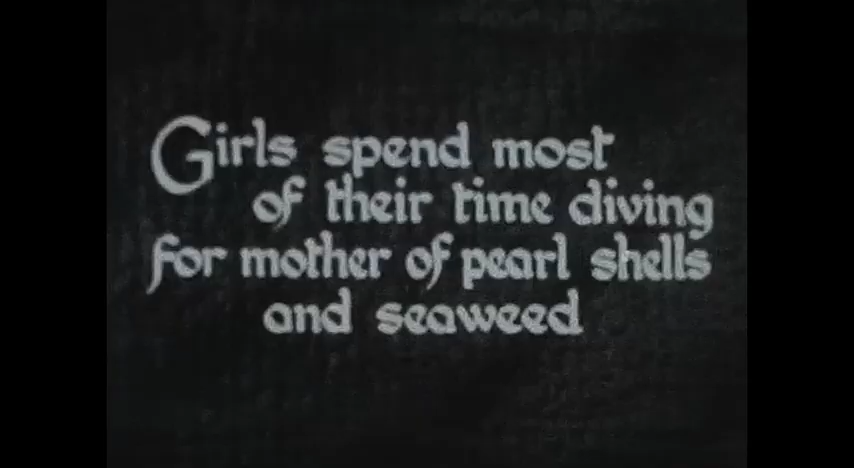 Girls spend most
of their time diving
for mother of pearl shells
and seaweed